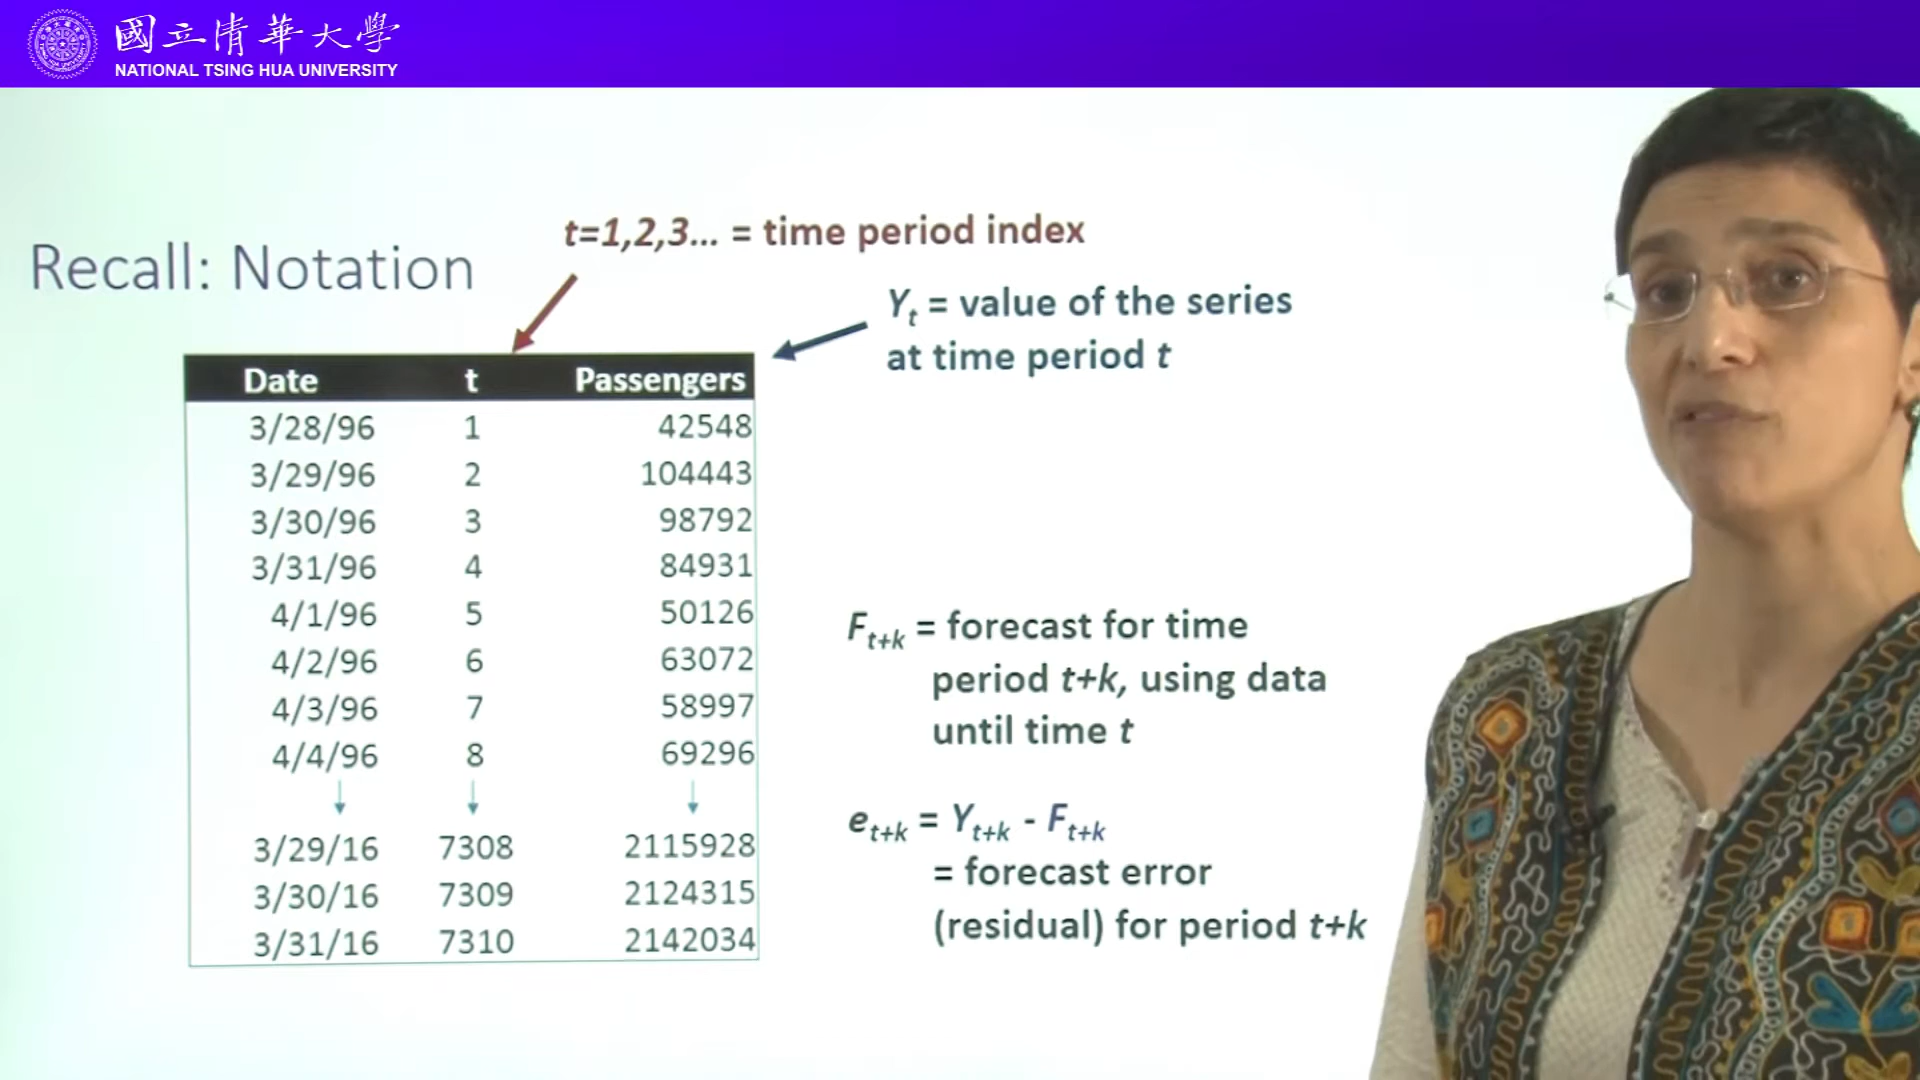 國立清華大學
NATIONAL TSING HUA UNIVERSITY
Recall: Notation
t=1,2,3... = time period index
Yt = value of the series
at time period t
Date t Passengers
3/28/96 1 42548
3/29/96 2 104443
3/30/96 3 98792
3/31/96 4 84931
4/1/96 5 50126
4/2/96 6 63072
4/3/96 7 58997
4/4/96 8 69296
3/29/16 7308 2115928
3/30/16 7309 2124315
3/31/16 7310 2142034
Ft+k = forecast for time
period t+k, using data
until time t
et+k = Yt+k - Ft+k
= forecast error
(residual) for period t+k